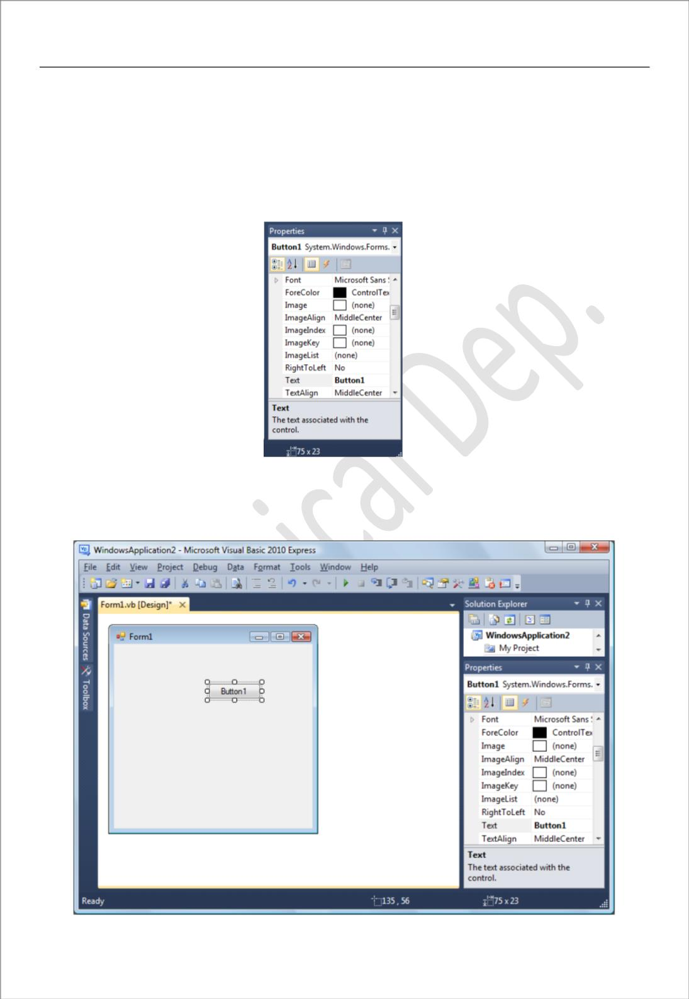 Properties
Button1 System.Windows.Forms.
Font Microsoft Sans S
ForeColor ControlTex
Image (none)
ImageAlign MiddleCenter
ImageIndex (none)
ImageKey (none)
ImageList (none)
RightToLeft No
Text Button1
TextAlign MiddleCenter
Text
The text associated with the
control.
75 x 23
ical Dep.
WindowsApplication2 - Microsoft Visual Basic 2010 Express
File Edit View Project Debug Data Format Tools Window Help
Form1.vb [Design]*
Data Sources
Toolbox
Form1
Button1
Solution Explorer
WindowsApplication2
My Project
Properties
Button1 System.Windows.Forms.
Font Microsoft Sans S
ForeColor ControlTex
Image (none)
ImageAlign MiddleCenter
ImageIndex (none)
ImageKey (none)
ImageList (none)
RightToLeft No
Text Button1
TextAlign MiddleCenter
Text
The text associated with the
control.
Ready 135 , 56 75 x 23